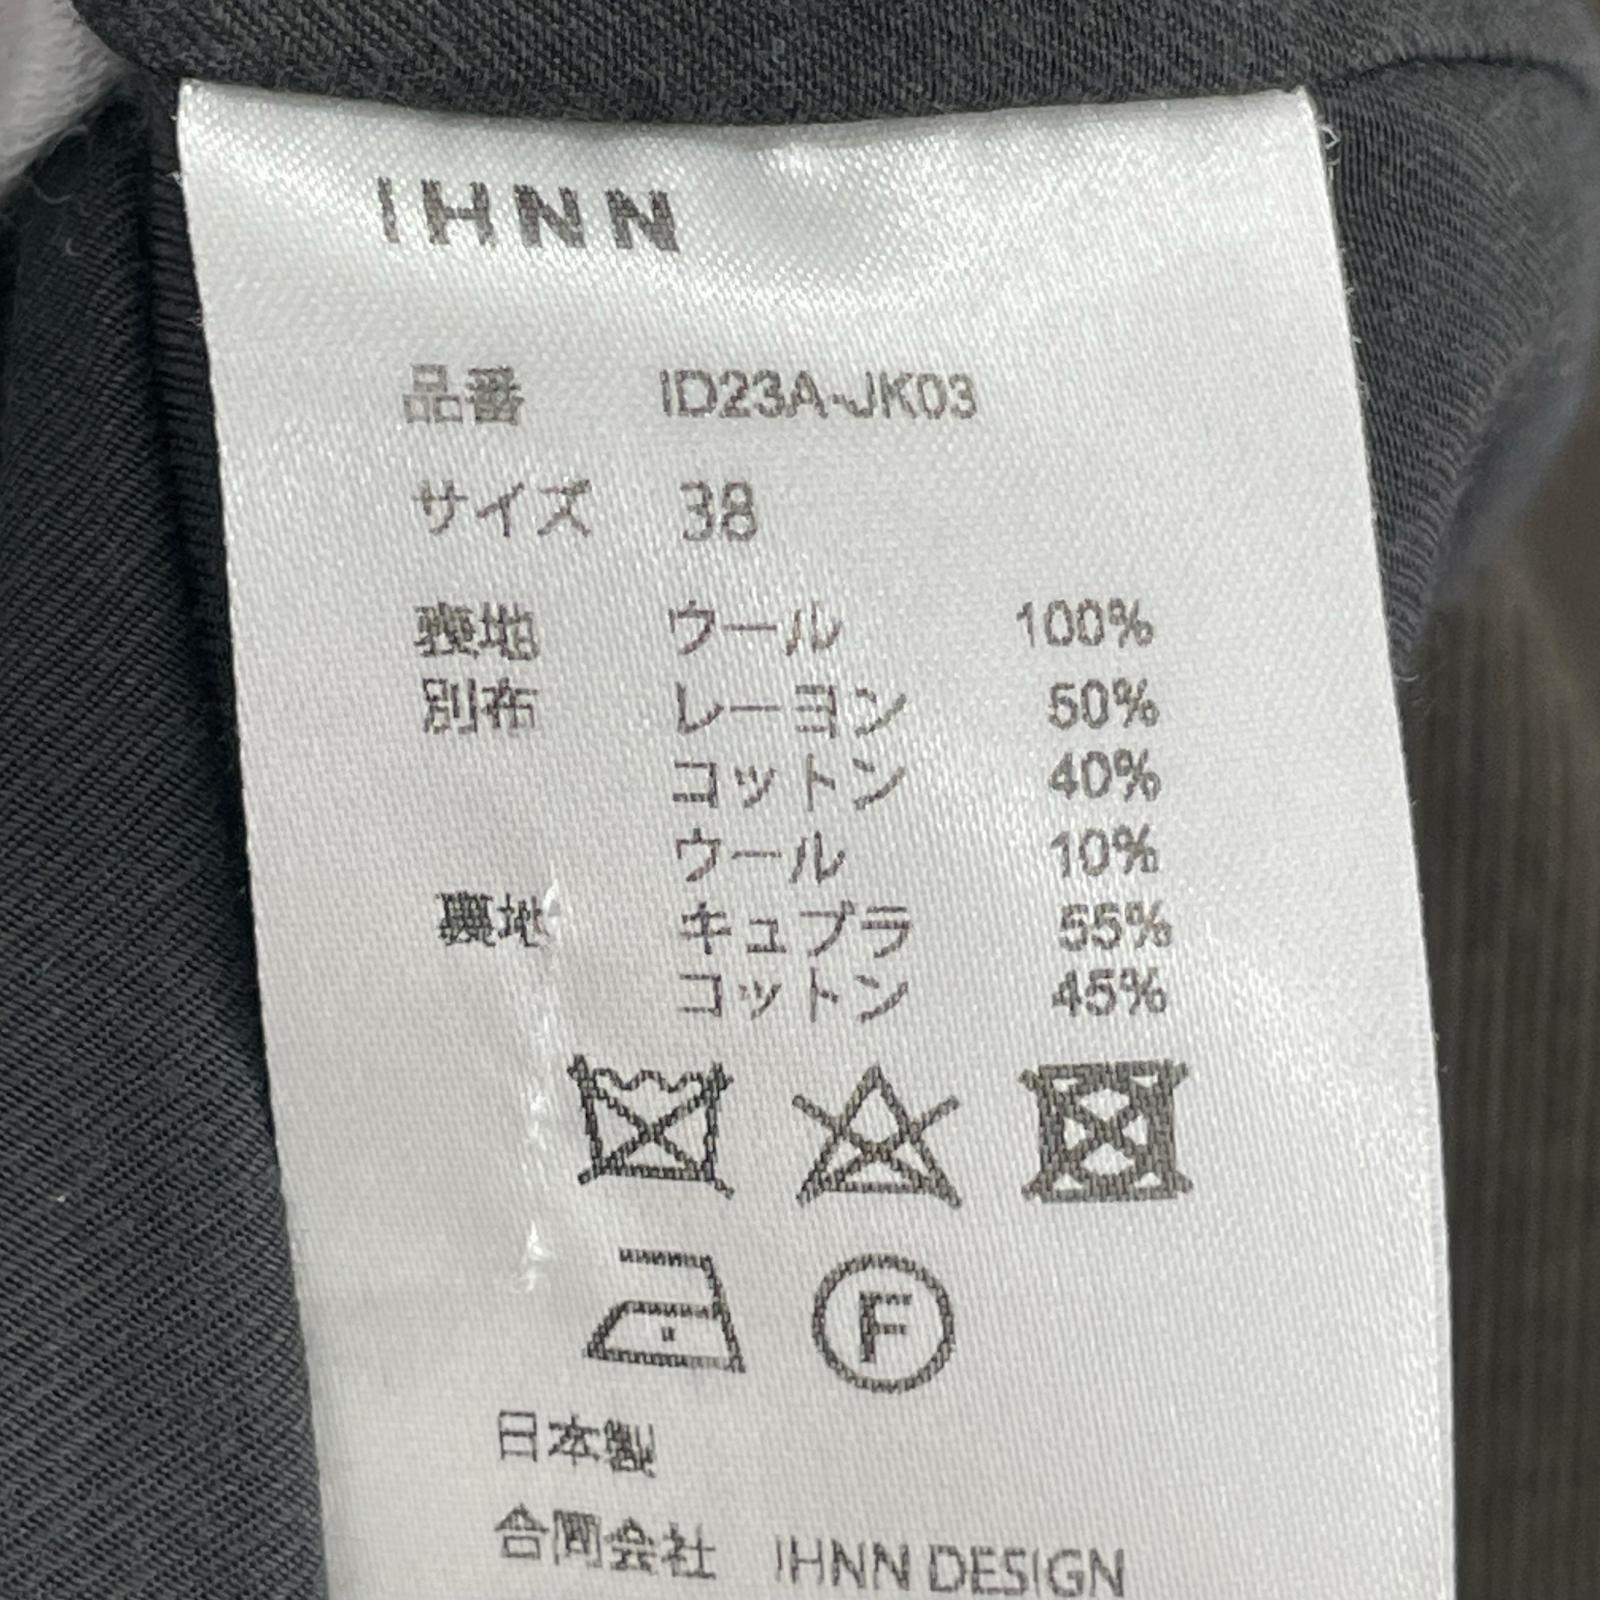 IHNN
品番 ID23A-JK03
サイズ 38
表地 ウール 100%
別布 レーヨン 50%
コットン 40%
ウール 10%
裏地 キュプラ 55%
コットン 45%
F
日本製
合同会社 IHNN DESIGN